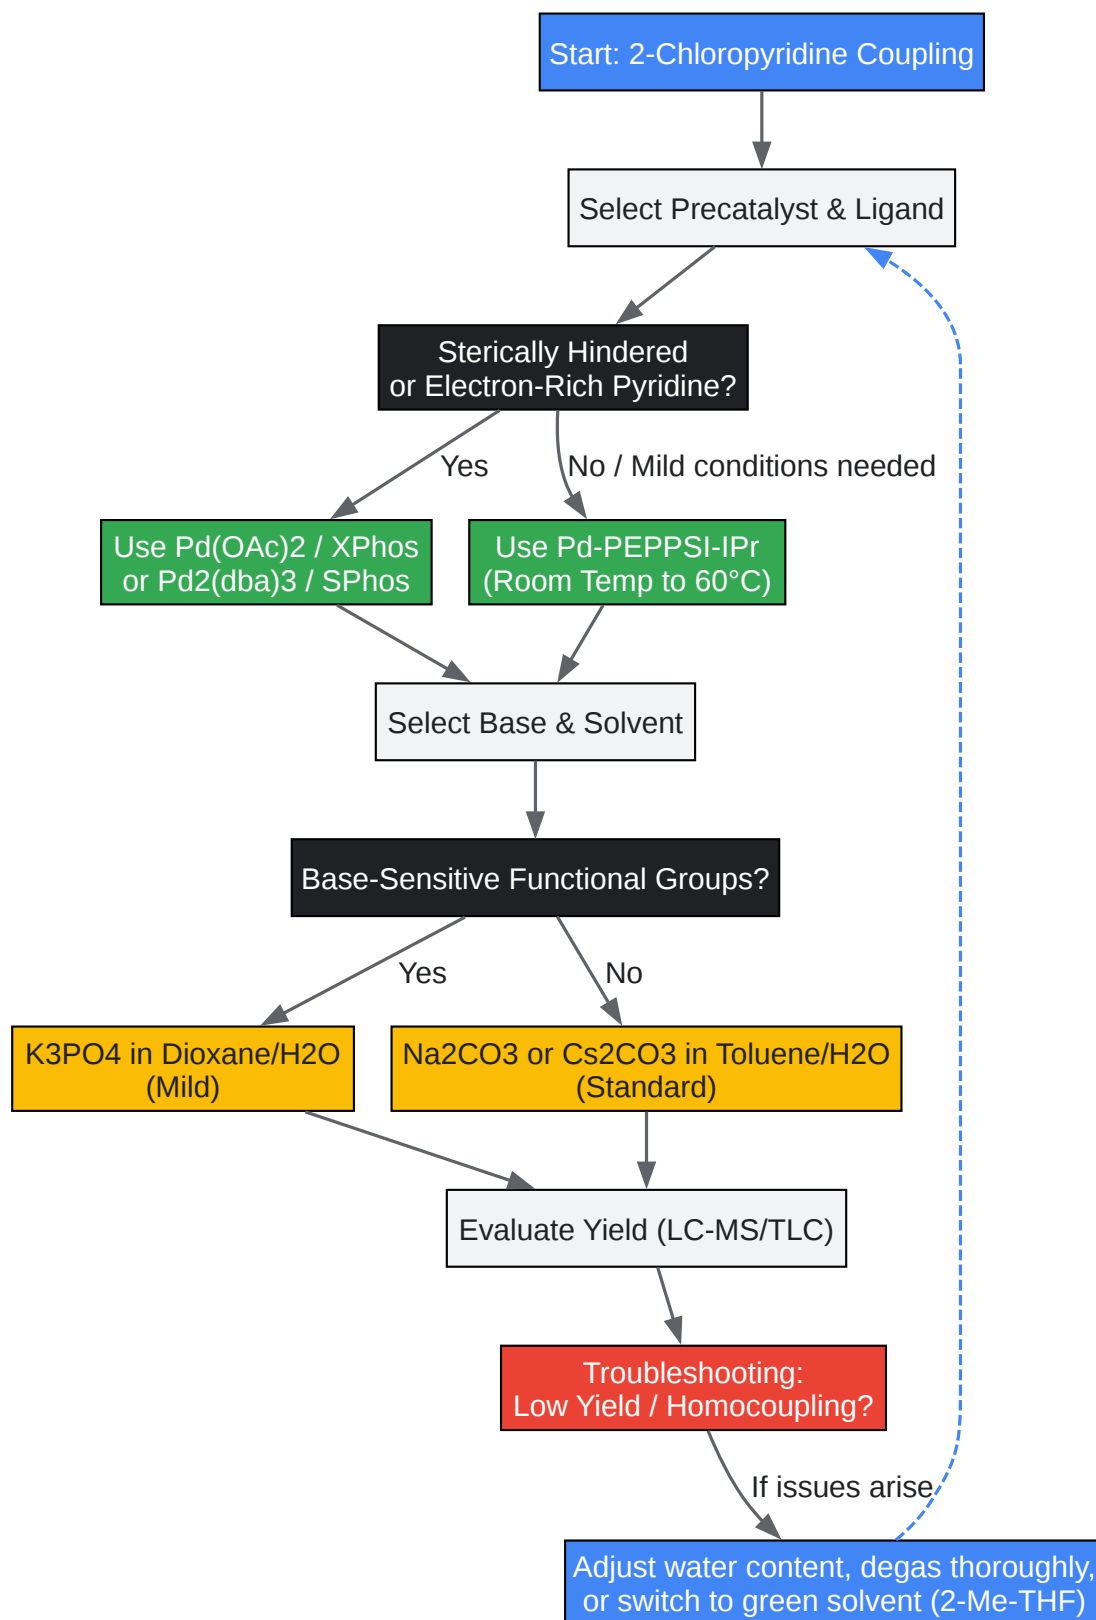 Start: 2-Chloropyridine Coupling
Select Precatalyst & Ligand
Sterically Hindered
or Electron-Rich Pyridine?
Yes
No / Mild conditions needed
Use Pd(OAc)2 / XPhos
or Pd2(dba)3 / SPhos
Use Pd-PEPPSI-IPr
(Room Temp to 60°C)
Select Base & Solvent
Base-Sensitive Functional Groups?
Yes
No
K3PO4 in Dioxane/H2O
(Mild)
Na2CO3 or Cs2CO3 in Toluene/H2O
(Standard)
Evaluate Yield (LC-MS/TLC)
Troubleshooting:
Low Yield / Homocoupling?
If issues arise
Adjust water content, degas thoroughly,
or switch to green solvent (2-Me-THF)